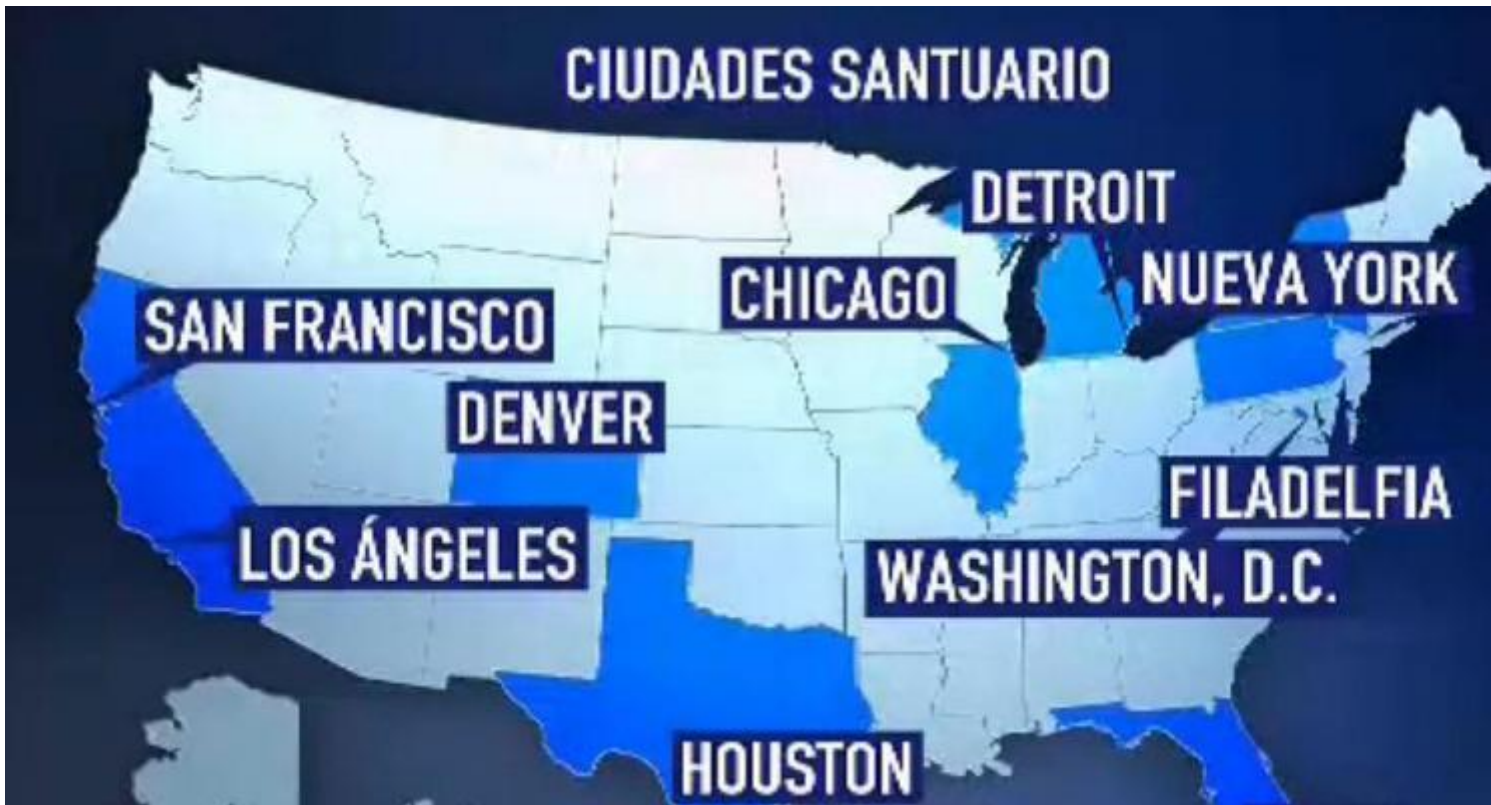 CIUDADES SANTUARIO
DETROIT
NUEVA YORK
CHICAGO
SAN FRANCISCO
DENVER
FILADELFIA
LOS ÁNGELES
WASHINGTON, D.C.
HOUSTON